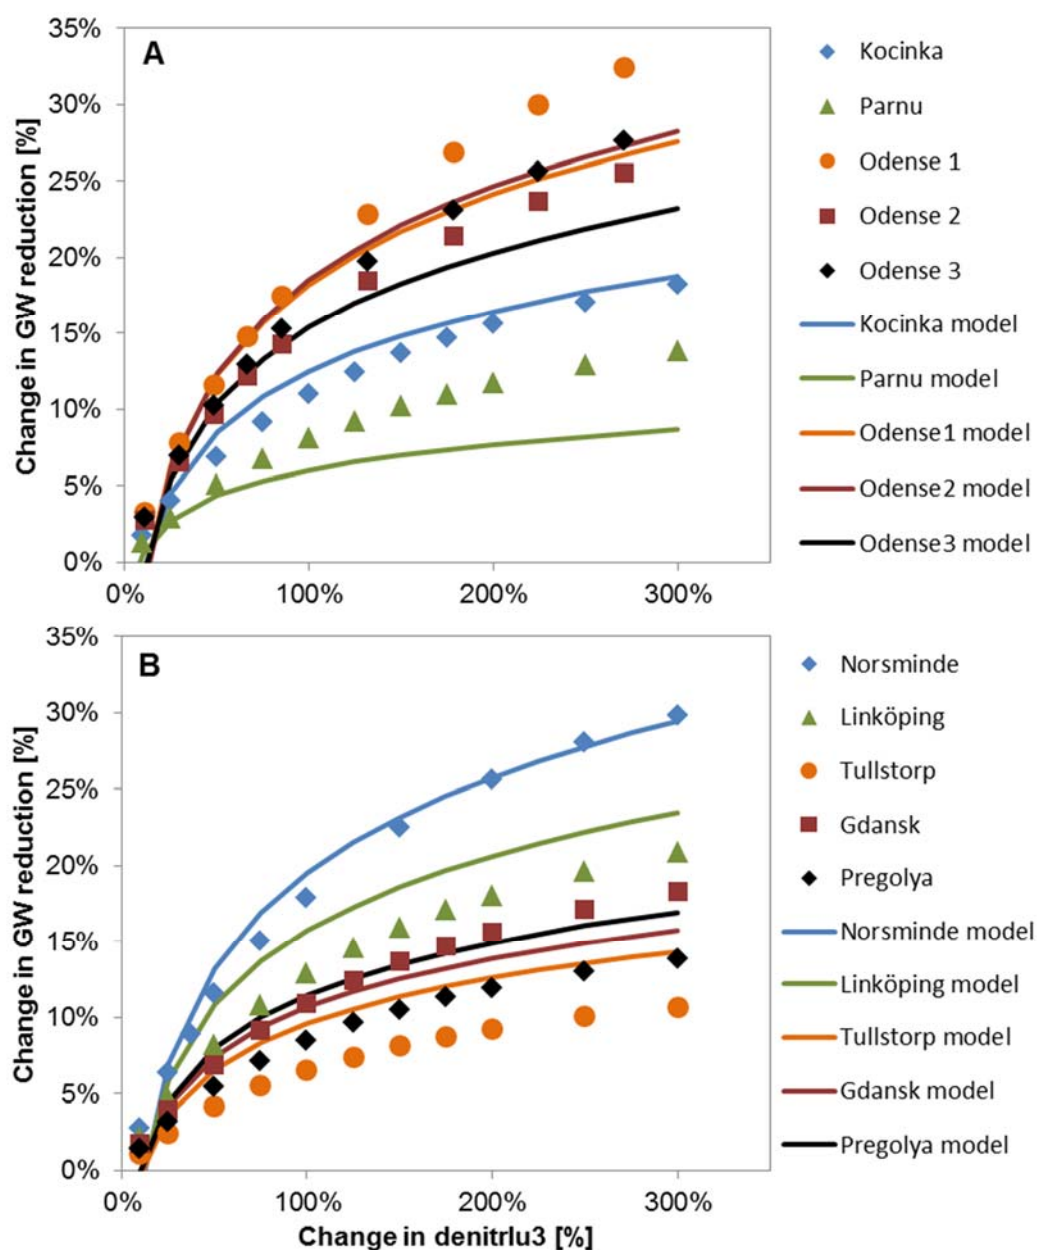 A
35%
30%
25%
20%
15%
10%
5%
0%
Change in GW reduction [%]
0% 100% 200% 300%
Kocinka
Parnu
Odense 1
Odense 2
Odense 3
Kocinka model
Parnu model
Odense1 model
Odense2 model
Odense3 model
B
35%
30%
25%
20%
15%
10%
5%
0%
Change in GW reduction [%]
0% 100% 200% 300%
Change in denitrlu3 [%]
Norsminde
Linköping
Tullstorp
Gdansk
Pregolya
Norsminde model
Linköping model
Tullstorp model
Gdansk model
Pregolya model